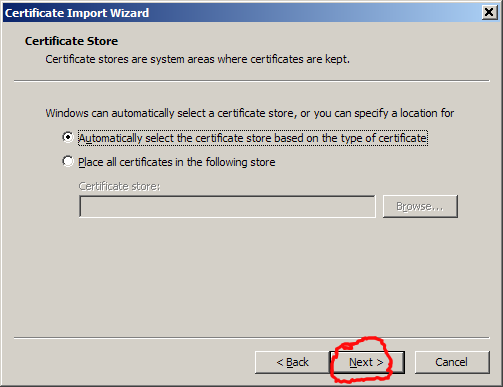 Certificate Import Wizard
Certificate Store
Certificate stores are system areas where certificates are kept.
Windows can automatically select a certificate store, or you can specify a location for
Automatically select the certificate store based on the type of certificate
Place all certificates in the following store
Certificate store:
Browse...
< Back
Next >
Cancel